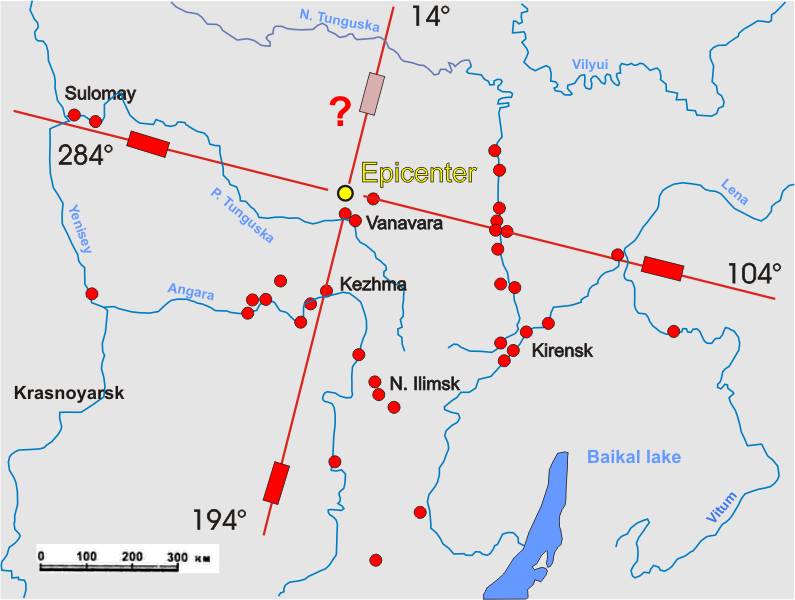 14°
N. Tunguska
Vilyui
Sulomay
?
284°
Epicenter
P. Tunguska
Vanavara
Lena
Yenisey
104°
Angara
Kezhma
Kirensk
N. Ilimsk
Krasnoyarsk
Baikal lake
Vitum
194°
0 100 200 300 км